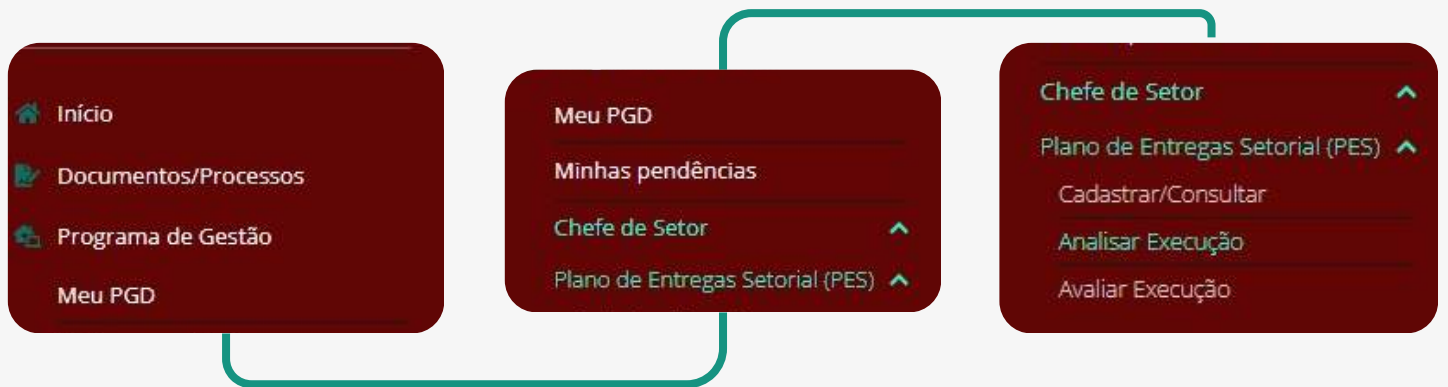 Início
Documentos/Processos
Programa de Gestão
Meu PGD
Meu PGD
Minhas pendências
Chefe de Setor
Plano de Entregas Setorial (PES)
Chefe de Setor
Plano de Entregas Setorial (PES)
Cadastrar/Consultar
Analisar Execução
Avaliar Execução